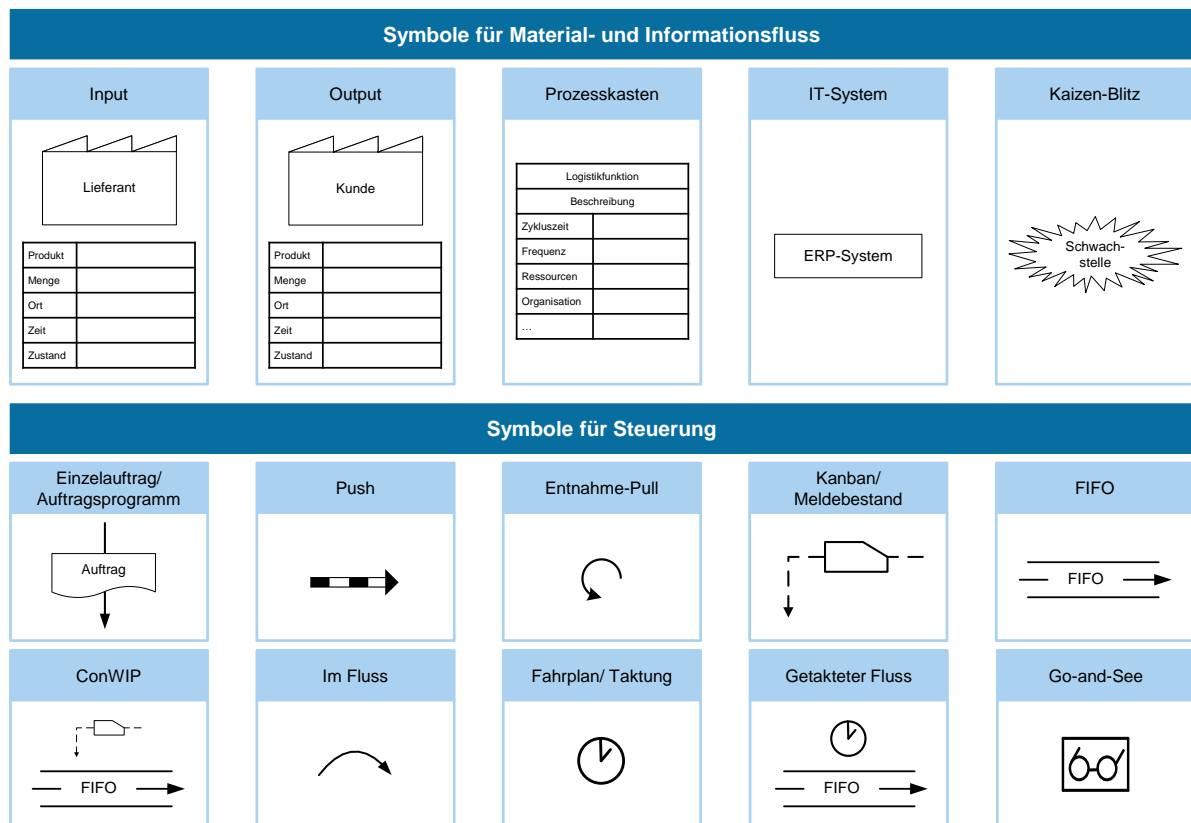 Symbole für Material- und Informationsfluss
Input
Output
Prozesskasten
IT-System
Kaizen-Blitz
Lieferant
Produkt
Menge
Ort
Zeit
Zustand
Kunde
Produkt
Menge
Ort
Zeit
Zustand
Logistikfunktion
Beschreibung
Zykluszeit
Frequenz
Ressourcen
Organisation
...
ERP-System
Schwach-
stelle
Symbole für Steuerung
Einzelauftrag/
Auftragsprogramm
Push
Entnahme-Pull
Kanban/
Meldebestand
FIFO
Auftrag
FIFO
ConWIP
Im Fluss
Fahrplan/ Taktung
Getakteter Fluss
Go-and-See
FIFO
FIFO